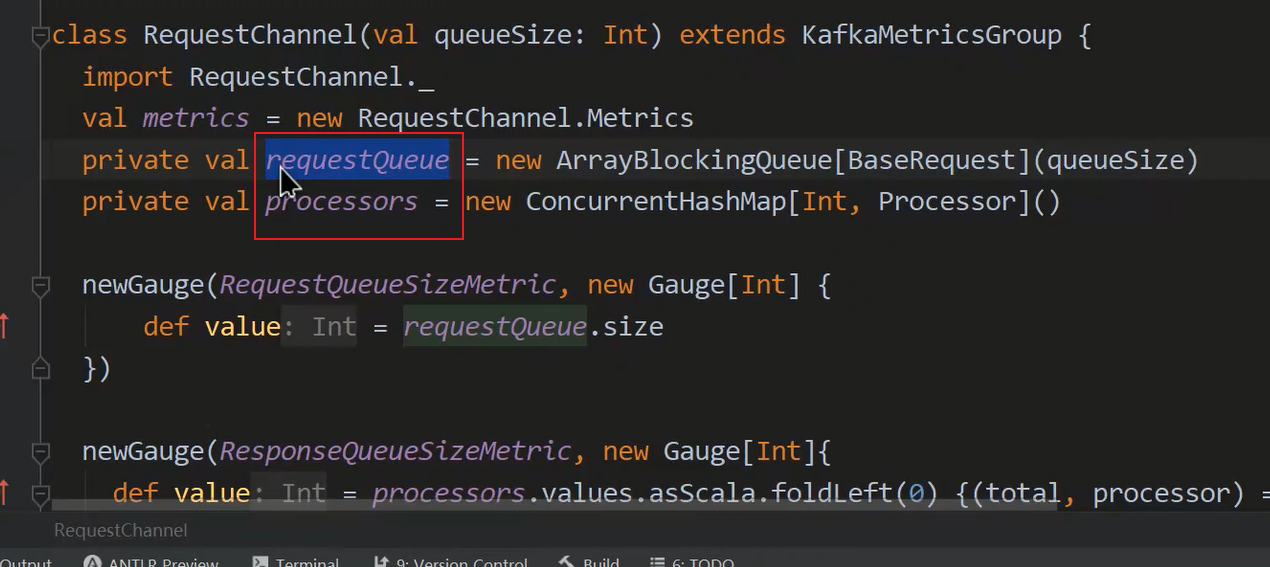 class RequestChannel(val queueSize: Int) extends KafkaMetricsGroup {
import RequestChannel._
val metrics = new RequestChannel.Metrics
private val requestQueue = new ArrayBlockingQueue[BaseRequest](queueSize)
private val processors = new ConcurrentHashMap[Int, Processor]()
newGauge(RequestQueueSizeMetric, new Gauge[Int] {
def value: Int = requestQueue.size
})
newGauge(ResponseQueueSizeMetric, new Gauge[Int]{
def value: Int = processors.values.asScala.foldLeft(0) {(total, processor) =
RequestChannel
Output ANTLR Preview Terminal 9: Version Control Build 6: TODO